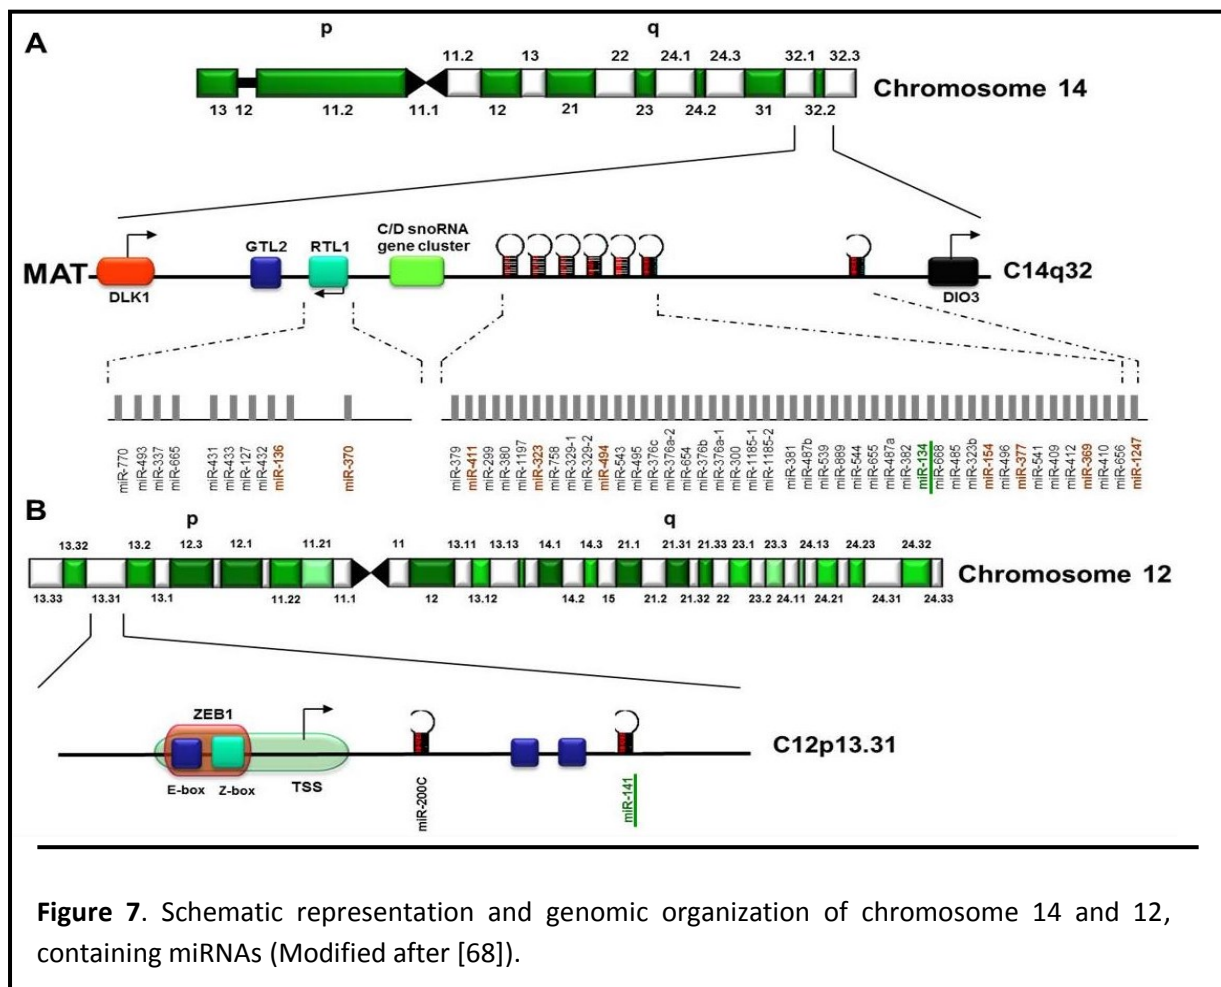 A
p q
11.2 13 22 24.1 24.3 32.1 32.3
Chromosome 14
13 12 11.2 11.1 12 21 23 24.2 31 32.2
C/D snoRNA
gene cluster
GTL2 RTL1
MAT
C14q32
DLK1
DIO3
miR-770
miR-493
miR-337
miR-665
miR-431
miR-433
miR-127
miR-432
miR-136
miR-370
miR-379
miR-411
miR-299
miR-380
miR-1197
miR-323
miR-758
miR-329-1
miR-329-2
miR-494
miR-543
miR-495
miR-376c
miR-376a-2
miR-654
miR-376b
miR-376a-1
miR-300
miR-1185-1
miR-1185-2
miR-381
miR-487b
miR-539
miR-889
miR-544
miR-655
miR-487a
miR-382
miR-134
miR-668
miR-485
miR-323b
miR-154
miR-496
miR-377
miR-541
miR-409
miR-412
miR-369
miR-410
miR-656
miR-1247
B
p q
13.32 13.2 12.3 12.1 11.21 11 13.11 13.13 14.1 14.3 21.1 21.31 21.33 23.1 23.3 24.13 24.23 24.32
Chromosome 12
13.33 13.31 13.1 11.22 11.1 12 13.12 14.2 15 21.2 21.32 22 23.2 24.11 24.21 24.31 24.33
ZEB1
C12p13.31
E-box Z-box TSS
miR-200C
miR-141
Figure 7. Schematic representation and genomic organization of chromosome 14 and 12,
containing miRNAs (Modified after [68]).